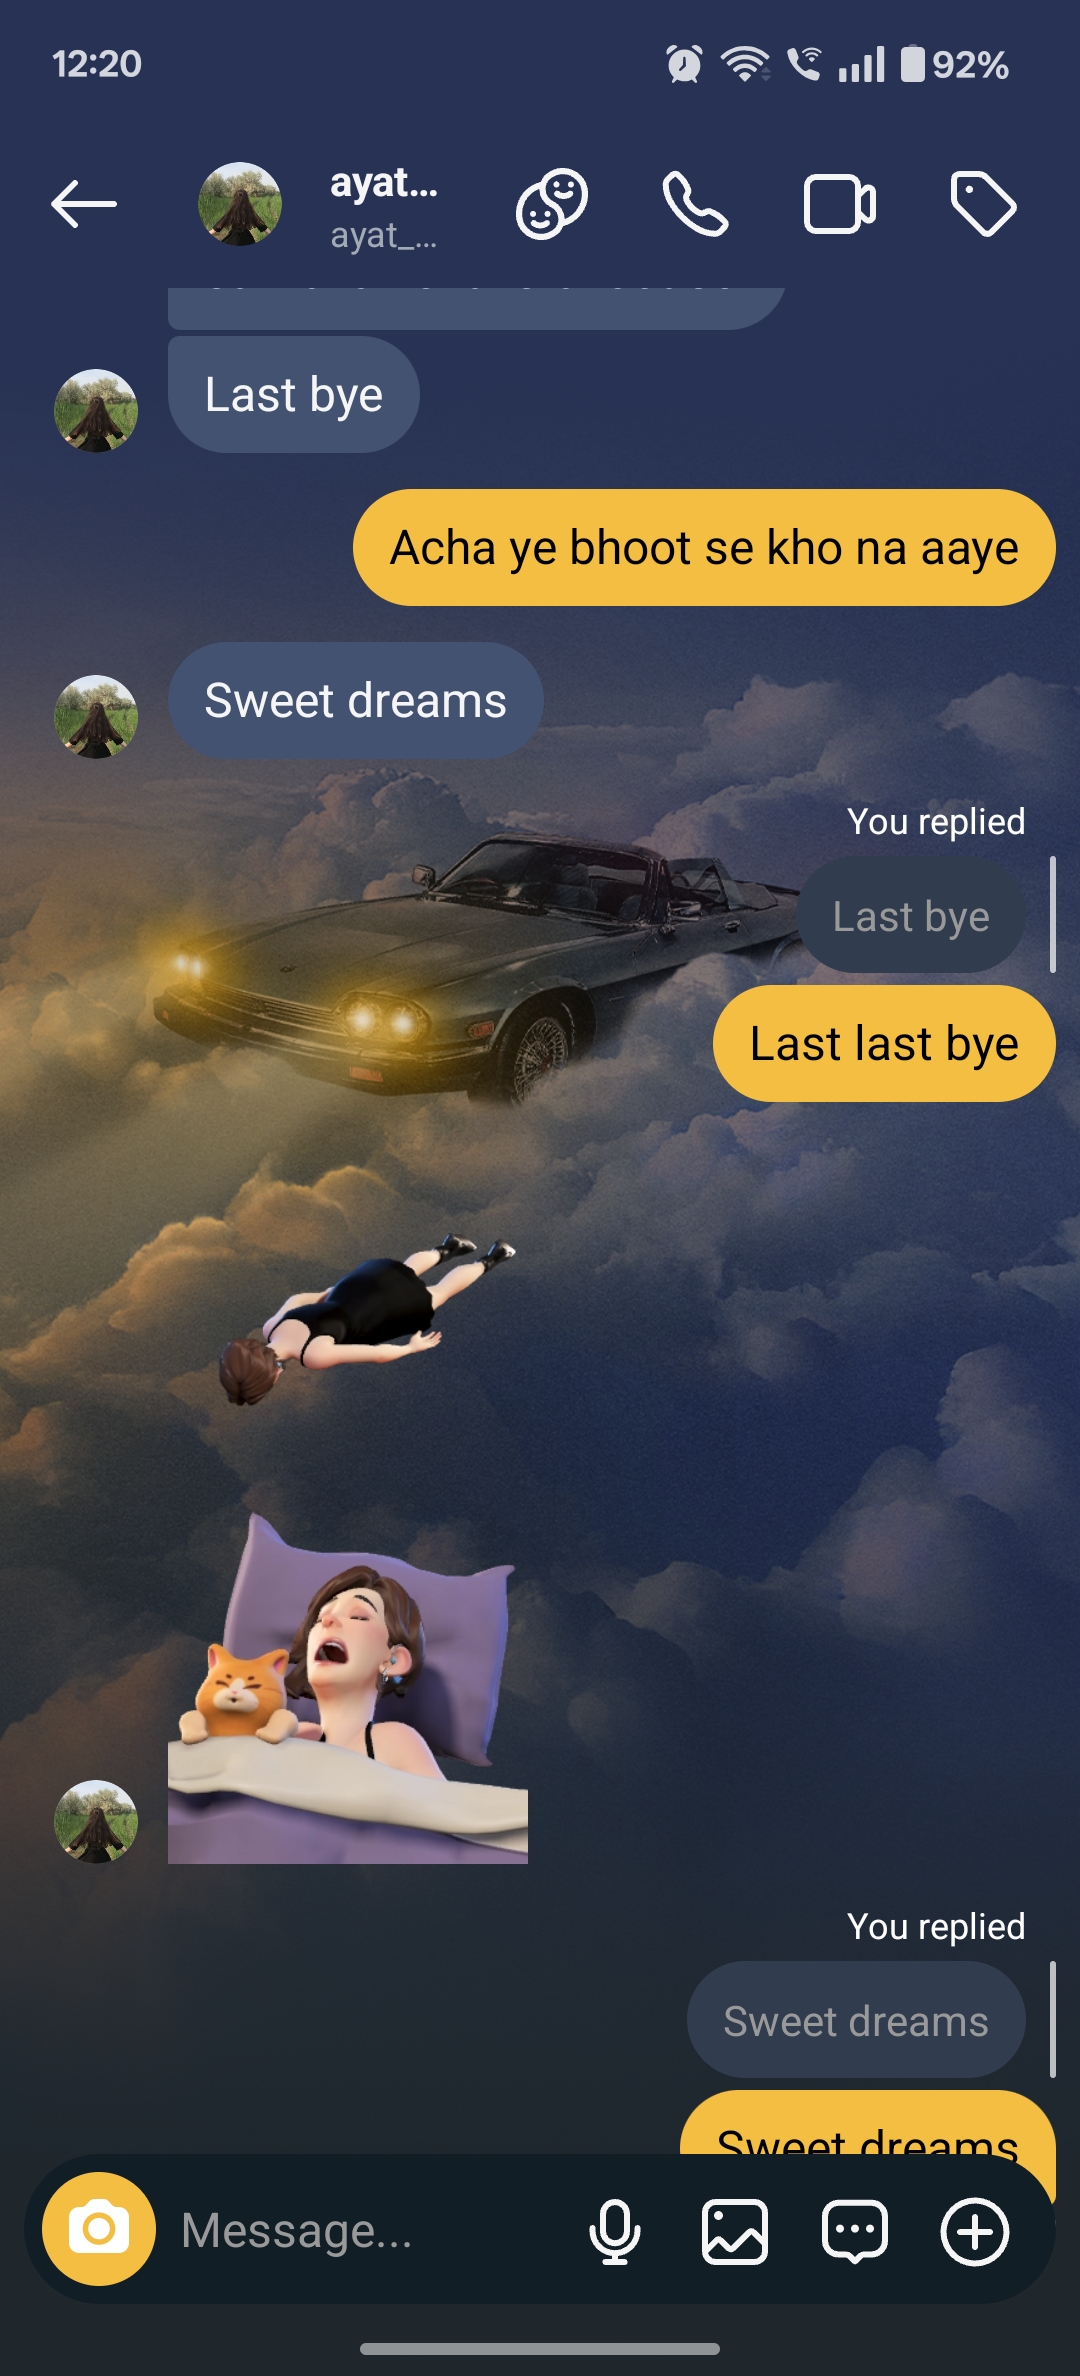 12:20
92%
ayat...
ayat_...
Last bye
Acha ye bhoot se kho na aaye
Sweet dreams
You replied
Last bye
Last last bye
You replied
Sweet dreams
Sweet dreams
Message...